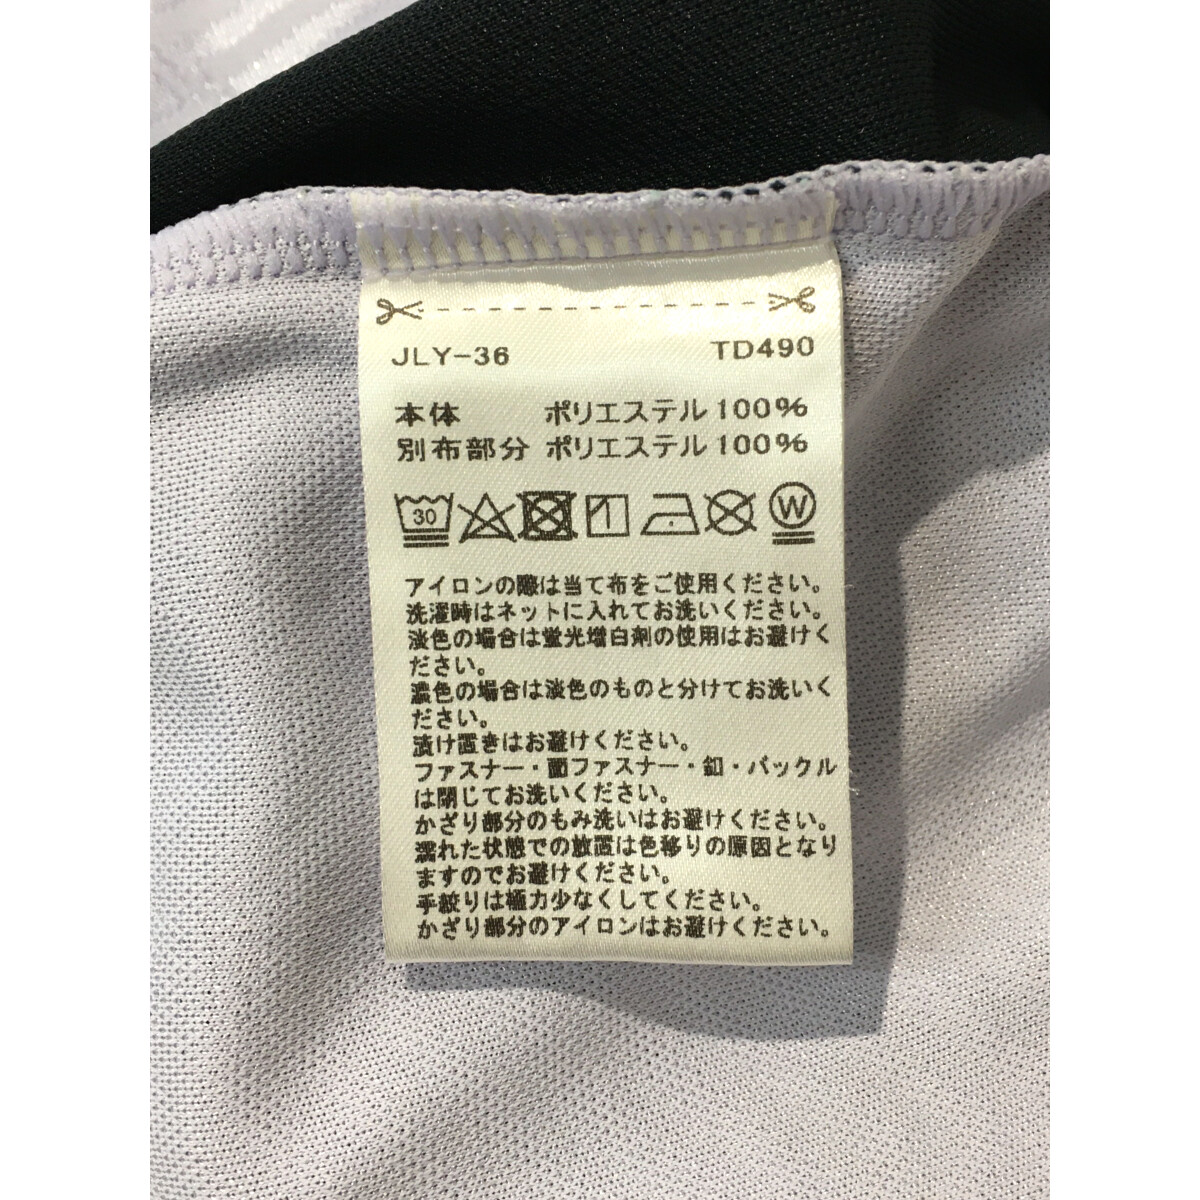 JLY-36 TD490
本体 ポリエステル100%
別布部分 ポリエステル100%
30 W
アイロンの際は当て布をご使用ください。
洗濯時はネットに入れてお洗いください。
淡色の場合は蛍光増白剤の使用はお避けく
ださい。
濃色の場合は淡色のものと分けてお洗いく
ださい。
漬け置きはお避けください。
ファスナー・面ファスナー・釦・バックル
は閉じてお洗いください。
かざり部分のもみ洗いはお避けください。
濡れた状態での放置は色移りの原因となり
ますのでお避けください。
手絞りは極力少なくしてください。
かざり部分のアイロンはお避けください。